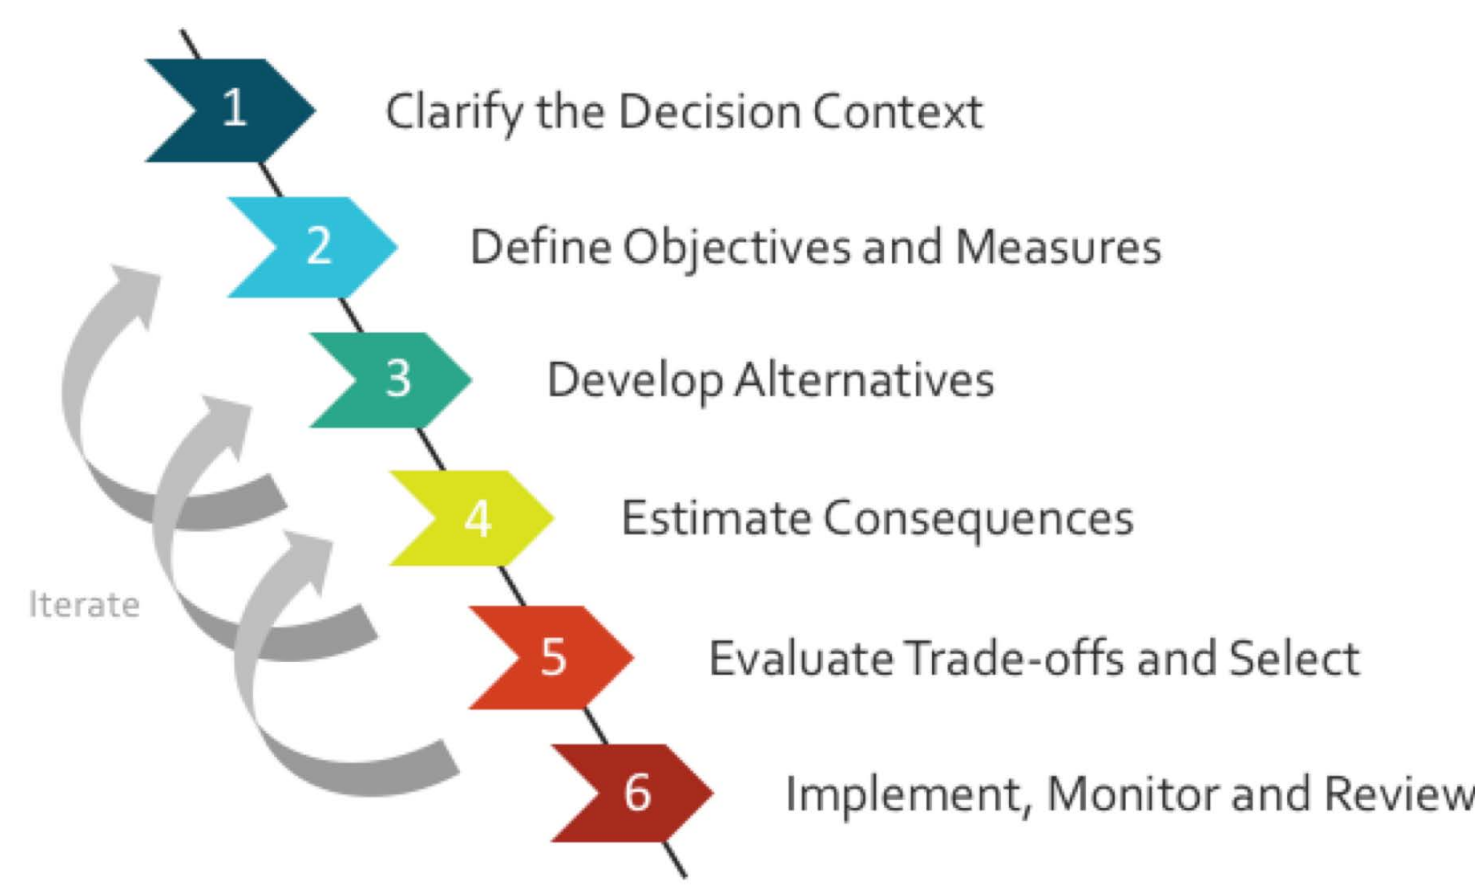 1 Clarify the Decision Context
2 Define Objectives and Measures
3 Develop Alternatives
4 Estimate Consequences
Iterate
5 Evaluate Trade-offs and Select
6 Implement, Monitor and Review